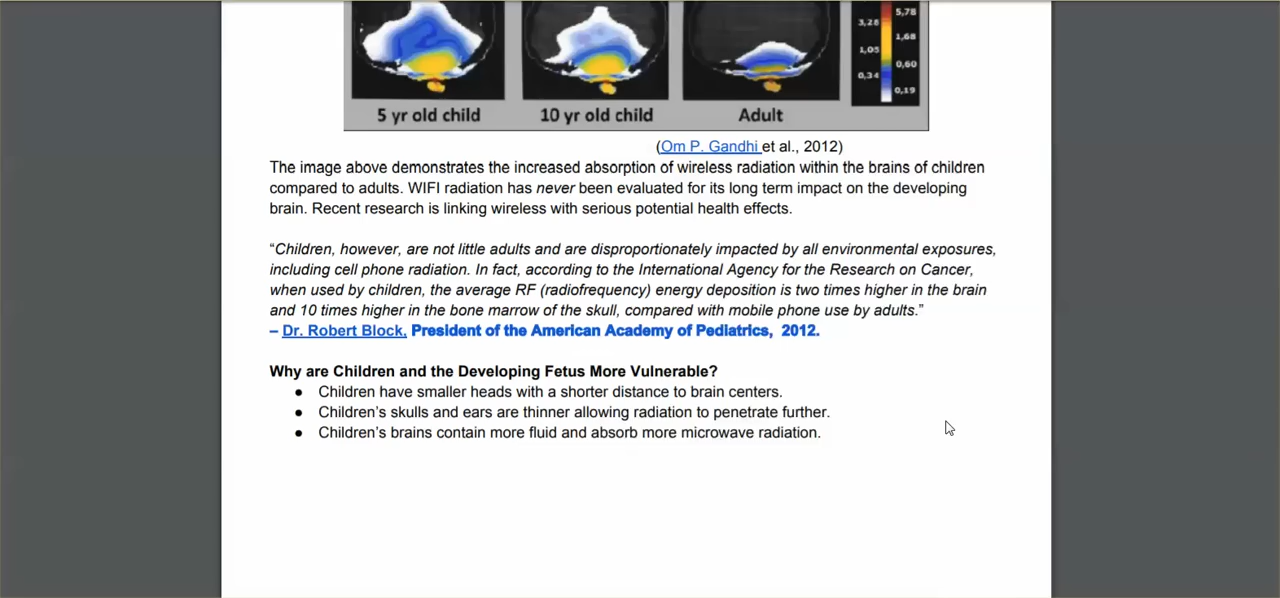 5,78
3,28
1,68
1,05
0,60
0,34
0,19
5 yr old child 10 yr old child Adult
(Om P. Gandhi et al., 2012)
The image above demonstrates the increased absorption of wireless radiation within the brains of children
compared to adults. WIFI radiation has never been evaluated for its long term impact on the developing
brain. Recent research is linking wireless with serious potential health effects.
“Children, however, are not little adults and are disproportionately impacted by all environmental exposures,
including cell phone radiation. In fact, according to the International Agency for the Research on Cancer,
when used by children, the average RF (radiofrequency) energy deposition is two times higher in the brain
and 10 times higher in the bone marrow of the skull, compared with mobile phone use by adults.”
– Dr. Robert Block, President of the American Academy of Pediatrics, 2012.
Why are Children and the Developing Fetus More Vulnerable?
● Children have smaller heads with a shorter distance to brain centers.
● Children’s skulls and ears are thinner allowing radiation to penetrate further.
● Children’s brains contain more fluid and absorb more microwave radiation.